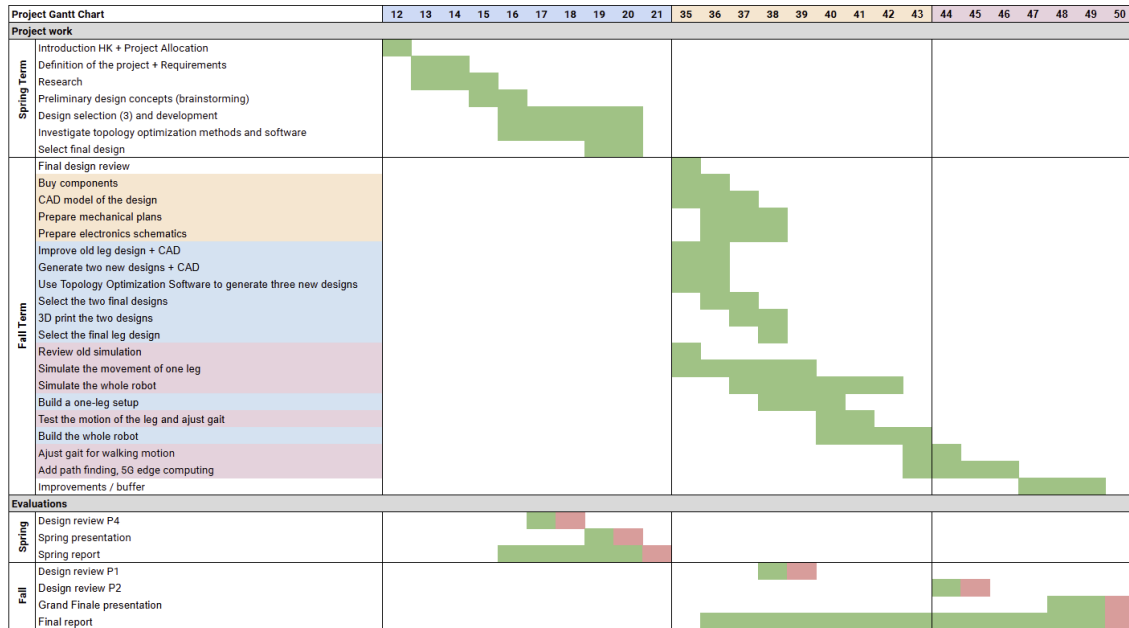 Project Gantt Chart 12 13 14 15 16 17 18 19 20 21 35 36 37 38 39 40 41 42 43 44 45 46 47 48 49 50
Project work
Spring Term
Introduction HK + Project Allocation
Definition of the project + Requirements
Research
Preliminary design concepts (brainstorming)
Design selection (3) and development
Investigate topology optimization methods and software
Select final design
Fall Term
Final design review
Buy components
CAD model of the design
Prepare mechanical plans
Prepare electronics schematics
Improve old leg design + CAD
Generate two new designs + CAD
Use Topology Optimization Software to generate three new designs
Select the two final designs
3D print the two designs
Select the final leg design
Review old simulation
Simulate the movement of one leg
Simulate the whole robot
Build a one-leg setup
Test the motion of the leg and ajust gait
Build the whole robot
Ajust gait for walking motion
Add path finding, 5G edge computing
Improvements / buffer
Evaluations
Spring
Design review P4
Spring presentation
Spring report
Fall
Design review P1
Design review P2
Grand Finale presentation
Final report